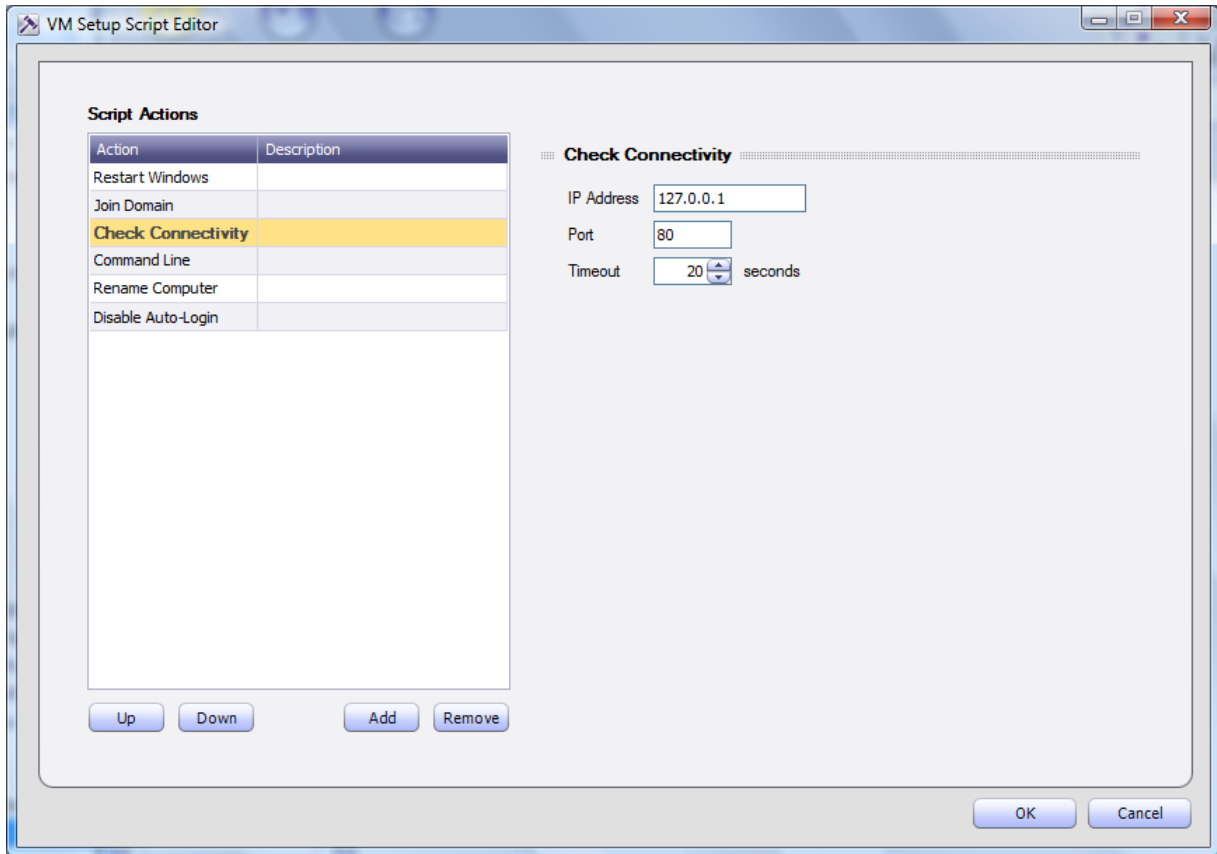 VM Setup Script Editor
Script Actions
Action Description
Restart Windows
Join Domain
Check Connectivity
Command Line
Rename Computer
Disable Auto-Login
Up Down Add Remove
Check Connectivity
IP Address 127.0.0.1
Port 80
Timeout 20 seconds
OK Cancel